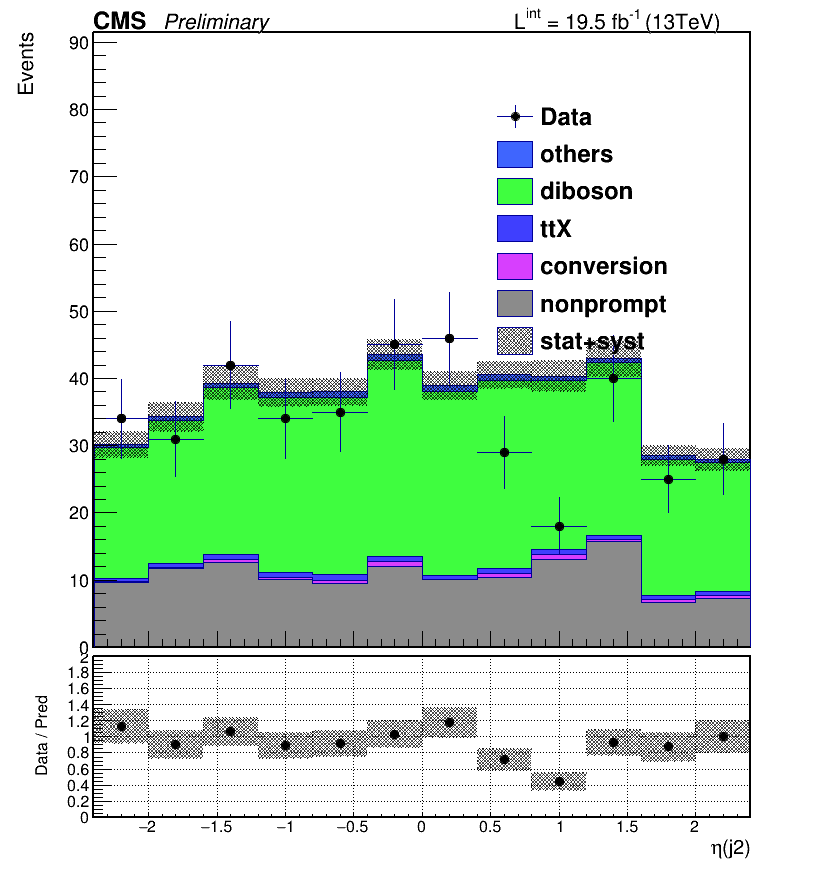 CMS Preliminary L^int = 19.5 fb^-1 (13TeV)
Events
90
80
70
60
50
40
30
20
10
0
Data
others
diboson
ttX
conversion
nonprompt
stat+syst
Data / Pred
2
1.8
1.6
1.4
1.2
1
0.8
0.6
0.4
0.2
0
−2 −1.5 −1 −0.5 0 0.5 1 1.5 2
η(j2)